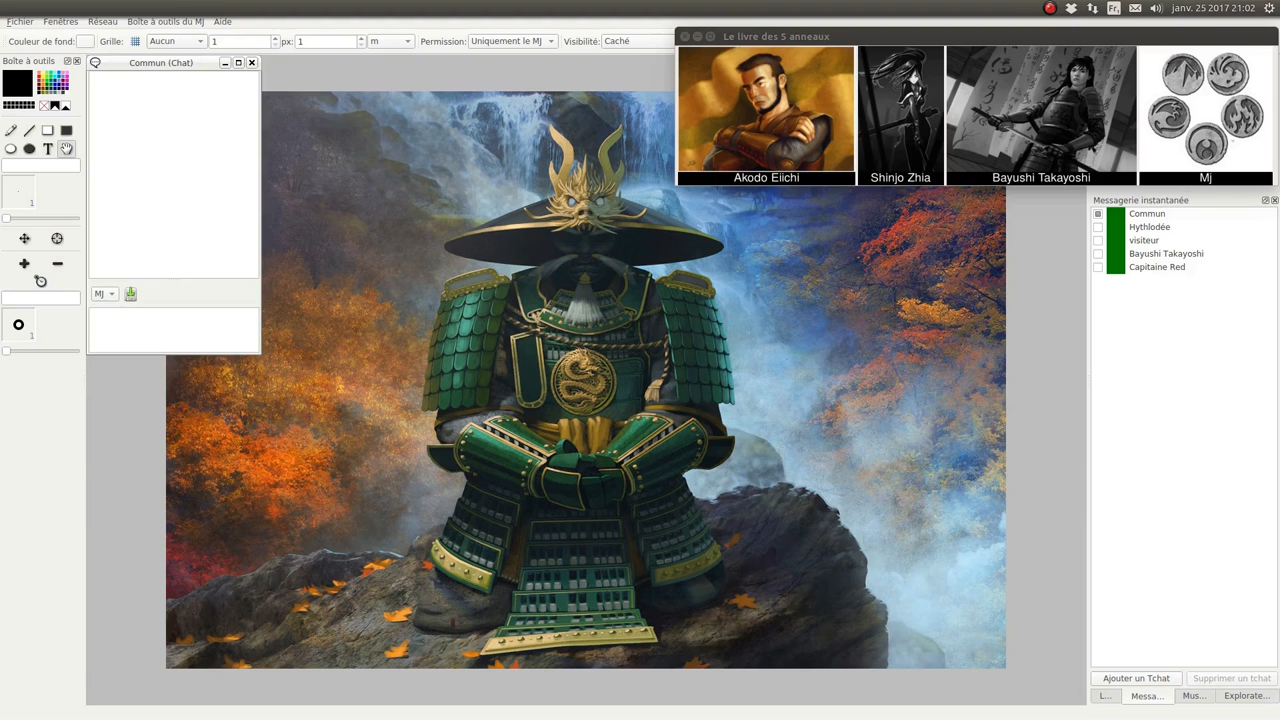 janv. 25 2017 21:02
Fr₁
Fichier Fenêtres Réseau Boîte à outils du MJ Aide
Couleur de fond: Grille: Aucun 1 px: 1 m Permission: Uniquement le MJ Visibilité: Caché
Le livre des 5 anneaux
Akodo Eiichi Shinjo Zhia Bayushi Takayoshi Mj
Boîte à outils
Commun (Chat)
T
1
1
MJ
Messagerie instantanée
Commun
Hythlodée
visiteur
Bayushi Takayoshi
Capitaine Red
Ajouter un Tchat Supprimer un tchat
L... Messa... Mus... Explorate...